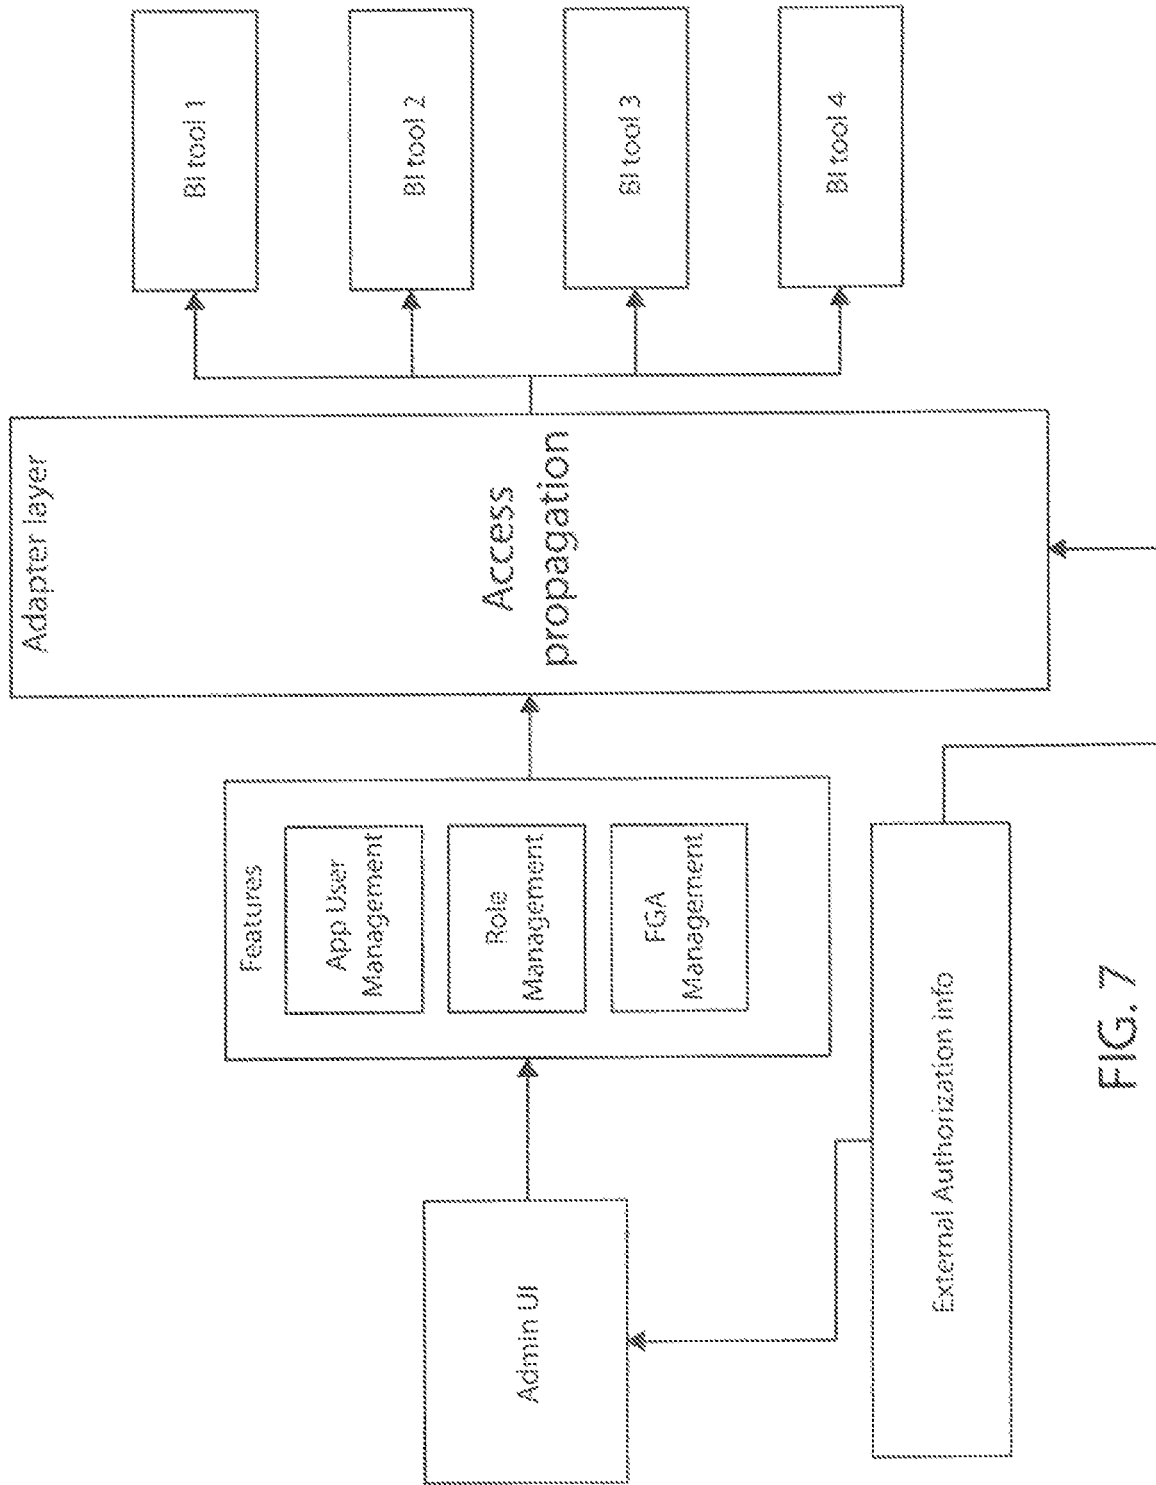 Admin UI
External Authorization info
Features
App User
Management
Role
Management
FGA
Management
Adapter layer
Access
propagation
BI tool 1
BI tool 2
BI tool 3
BI tool 4
FIG. 7